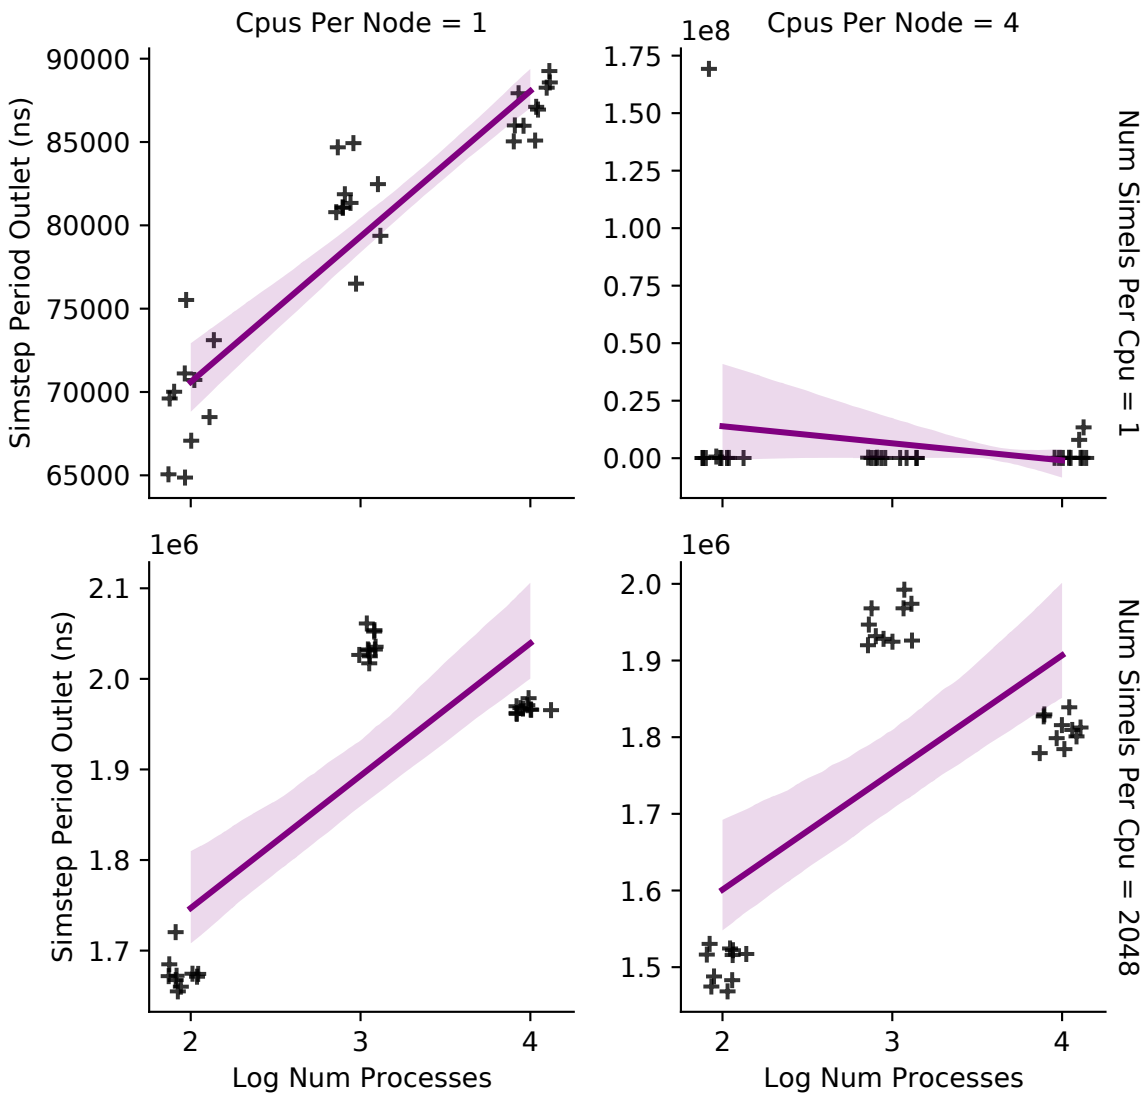 Cpus Per Node = 1
Cpus Per Node = 4
1e8
90000
85000
80000
75000
70000
65000
Simstep Period Outlet (ns)
1.75
1.50
1.25
1.00
0.75
0.50
0.25
0.00
Num Simels Per Cpu = 1
1e6
2.1
2.0
1.9
1.8
1.7
Simstep Period Outlet (ns)
2
3
4
Log Num Processes
1e6
2.0
1.9
1.8
1.7
1.6
1.5
2
3
4
Log Num Processes
Num Simels Per Cpu = 2048